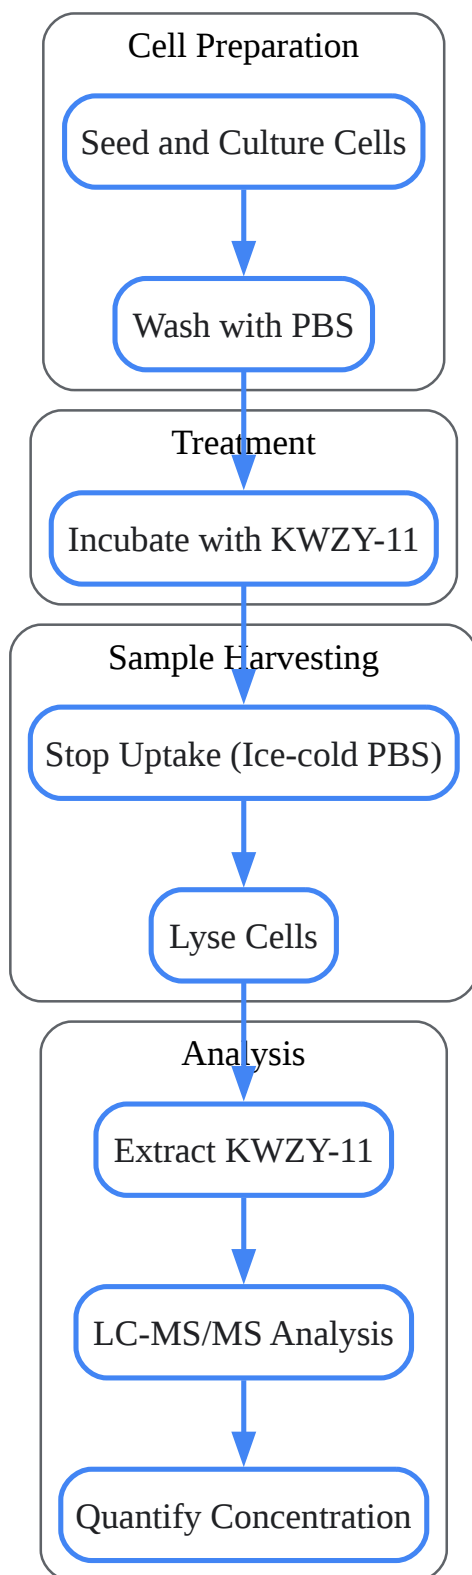 Cell Preparation
Seed and Culture Cells
Wash with PBS
Treatment
Incubate with KWZY-11
Sample Harvesting
Stop Uptake (Ice-cold PBS)
Lyse Cells
Analysis
Extract KWZY-11
LC-MS/MS Analysis
Quantify Concentration